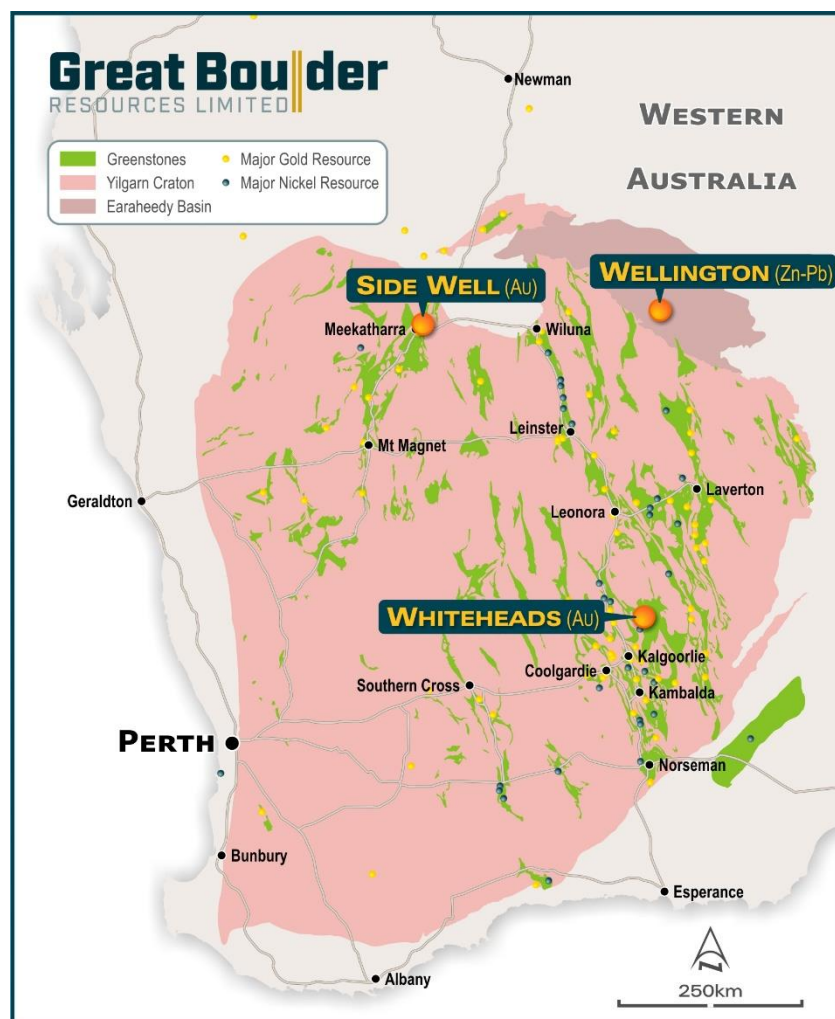 Great Boulder
RESOURCES LIMITED
Greenstones
Yilgarn Craton
Earaheedy Basin
Major Gold Resource
Major Nickel Resource
Newman
WESTERN
AUSTRALIA
SIDE WELL (Au)
WELLINGTON (Zn-Pb)
Meekatharra
Wiluna
Leinster
Mt Magnet
Laverton
Geraldton
Leonora
WHITEHEADS (Au)
Kalgoorlie
Coolgardie
Southern Cross
Kambalda
PERTH
Norseman
Bunbury
Esperance
Albany
N
250km